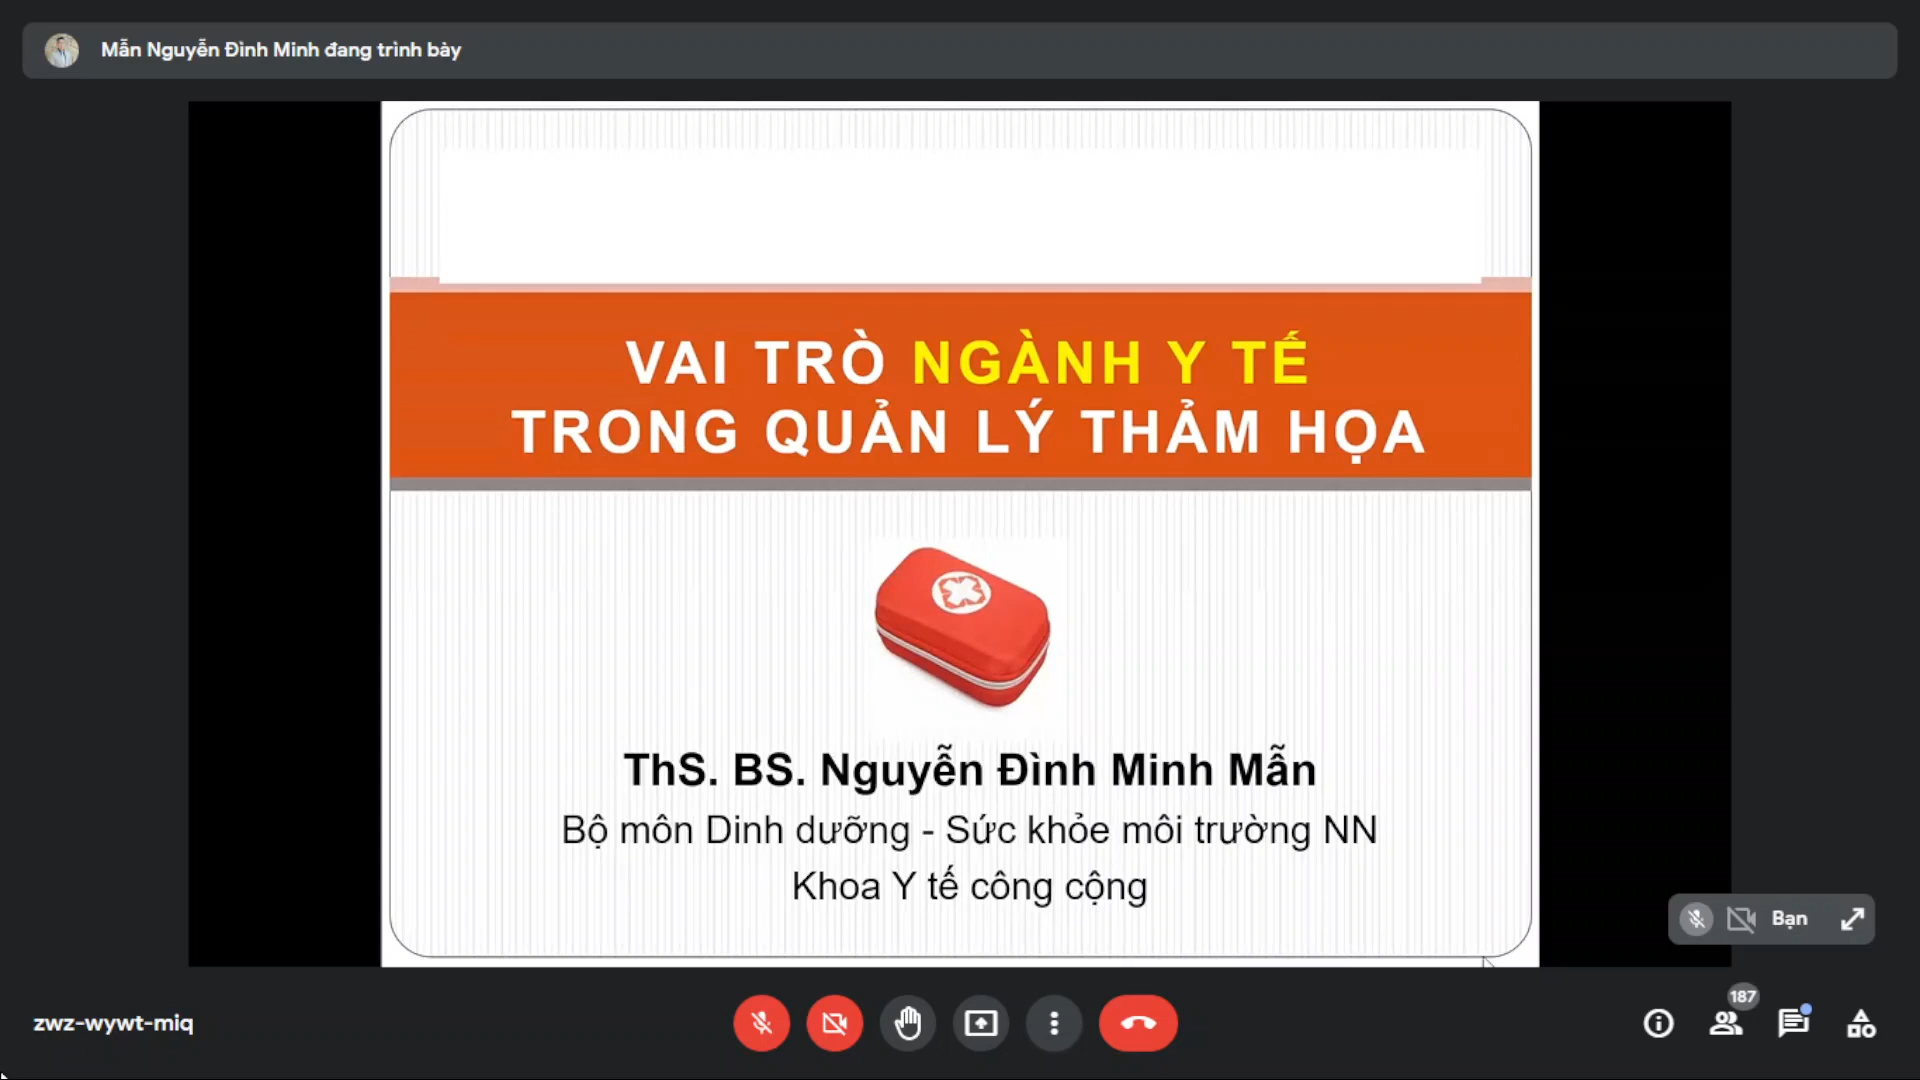 Mẫn Nguyễn Đình Minh đang trình bày
VAI TRÒ NGÀNH Y TẾ
TRONG QUẢN LÝ THẢM HỌA
ThS. BS. Nguyễn Đình Minh Mẫn
Bộ môn Dinh dưỡng - Sức khỏe môi trường NN
Khoa Y tế công cộng
Bạn
187
zwz-wywt-miq